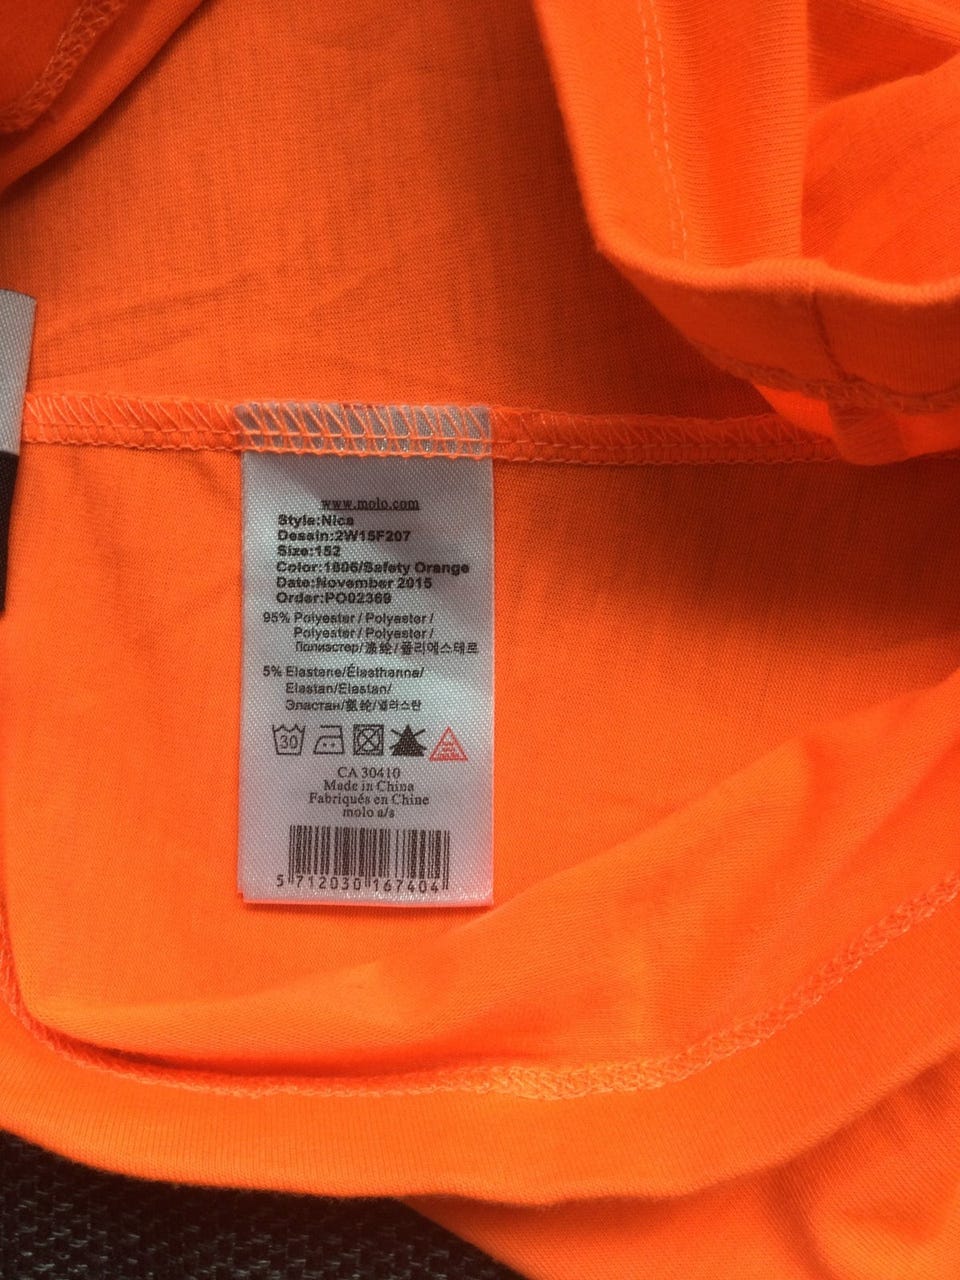 www.molo.com
Style:Nica
Dessin:2W15F207
Size:152
Color:1806/Safety Orange
Date:November 2015
Order:PO02369
95% Polyester / Polyester /
Polyester / Polyester /
Полиэстер/涤纶/폴리에스테르
5% Elastane/Élasthanne/
Elastan/Elastan/
Эластан/氨纶/엘라스탄
30
CA 30410
Made in China
Fabriqués en Chine
molo a/s
5 712030 167404